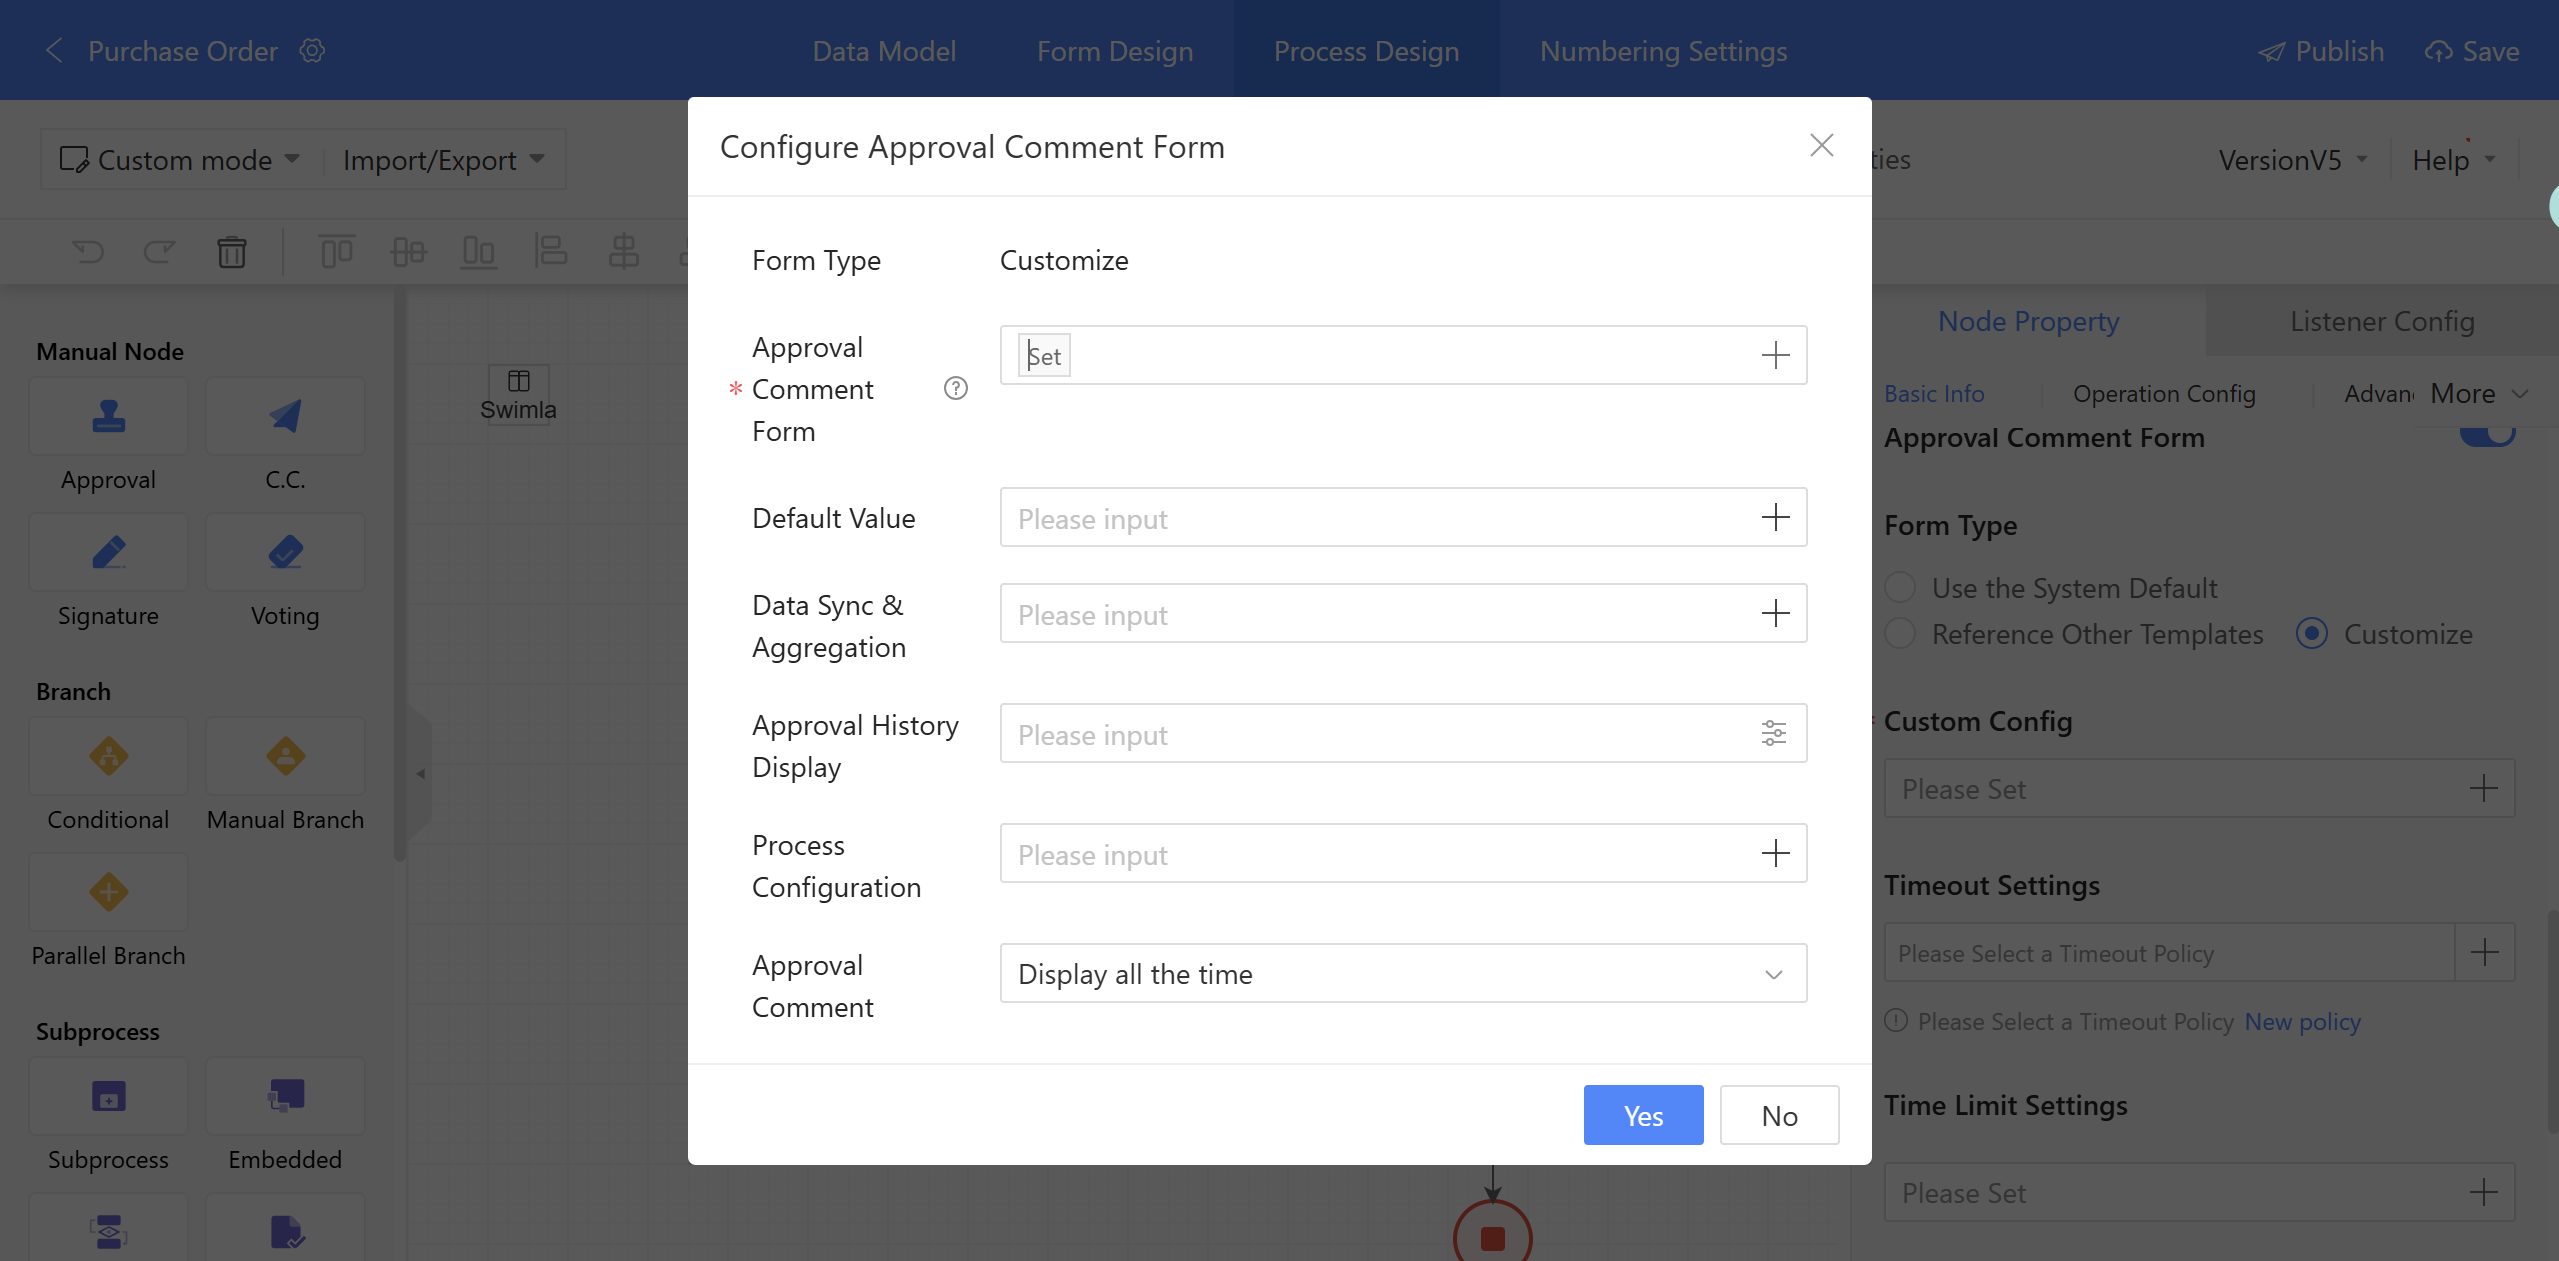 Purchase Order
Data Model
Form Design
Process Design
Numbering Settings
Publish
Save
Custom mode
Import/Export
VersionV5
Help
Configure Approval Comment Form
Form Type
Customize
Approval
Comment
Form
*
Set
Default Value
Please input
Data Sync &
Aggregation
Please input
Approval History
Display
Please input
Process
Configuration
Please input
Approval
Comment
Display all the time
Yes
No
Manual Node
Approval
C.C.
Signature
Voting
Branch
Conditional
Manual Branch
Parallel Branch
Subprocess
Subprocess
Embedded
Swimla
ties
Node Property
Listener Config
Basic Info
Operation Config
Advan
More
Approval Comment Form
Form Type
Use the System Default
Reference Other Templates
Customize
Custom Config
Please Set
Timeout Settings
Please Select a Timeout Policy
Please Select a Timeout Policy New policy
Time Limit Settings
Please Set